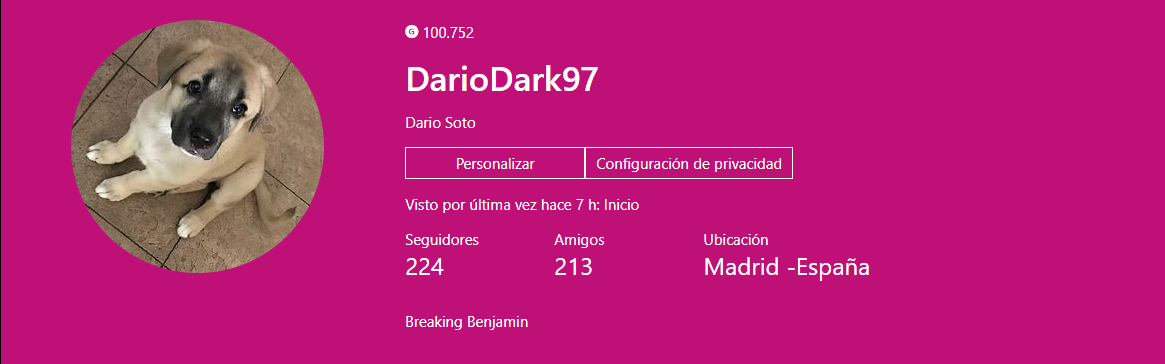 G 100.752
DarioDark97
Dario Soto
Personalizar Configuración de privacidad
Visto por última vez hace 7 h: Inicio
Seguidores Amigos Ubicación
224 213 Madrid -España
Breaking Benjamin